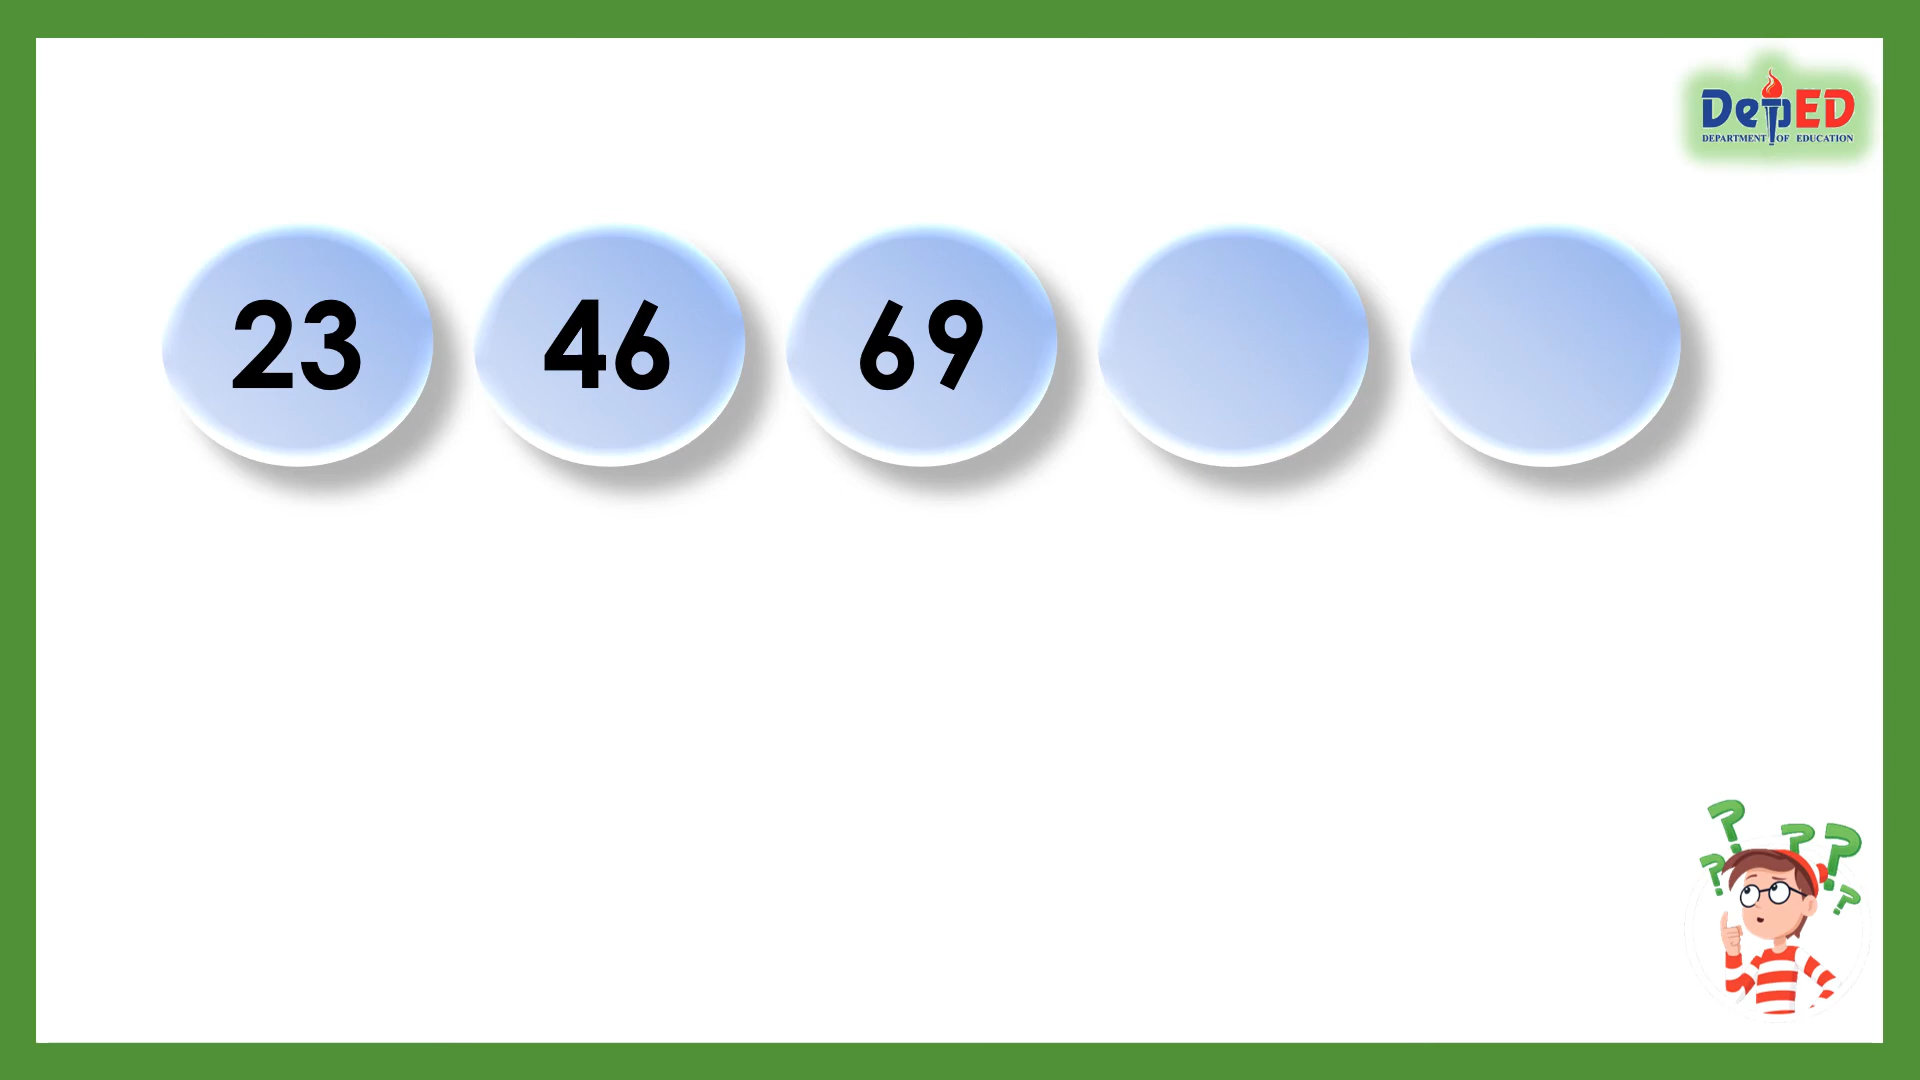 DepED
DEPARTMENT OF EDUCATION
23 46 69
? ? ? ? ?